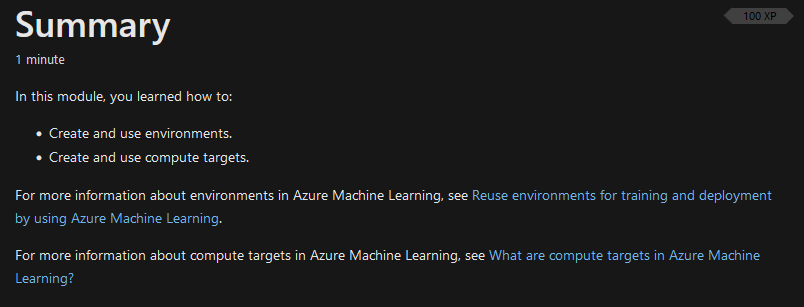 Summary
100 XP
1 minute
In this module, you learned how to:
• Create and use environments.
• Create and use compute targets.
For more information about environments in Azure Machine Learning, see Reuse environments for training and deployment
by using Azure Machine Learning.
For more information about compute targets in Azure Machine Learning, see What are compute targets in Azure Machine
Learning?